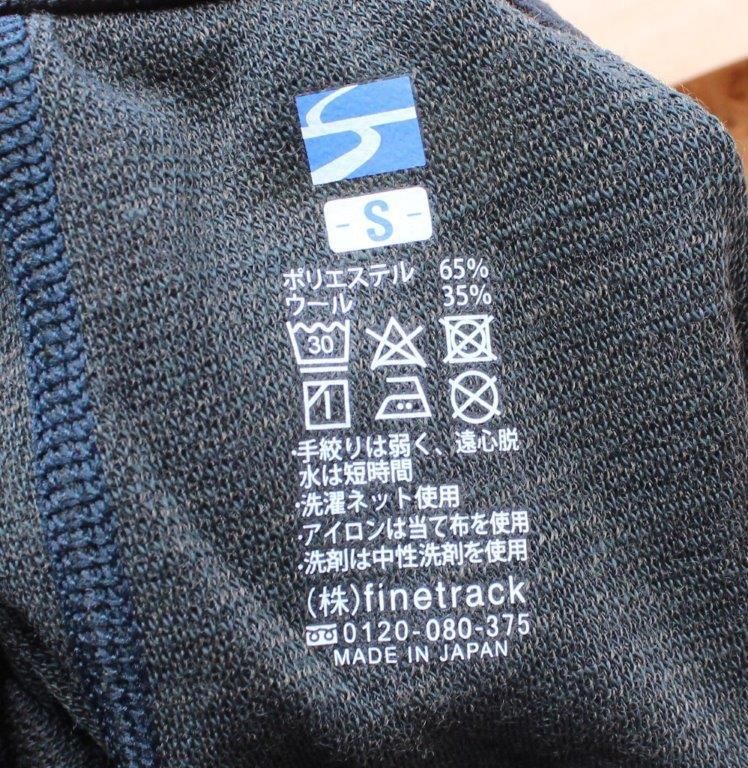 - S -
ポリエステル 65%
ウール 35%
30
・手絞りは弱く、遠心脱
水は短時間
・洗濯ネット使用
・アイロンは当て布を使用
・洗剤は中性洗剤を使用
(株)finetrack
0120-080-375
MADE IN JAPAN